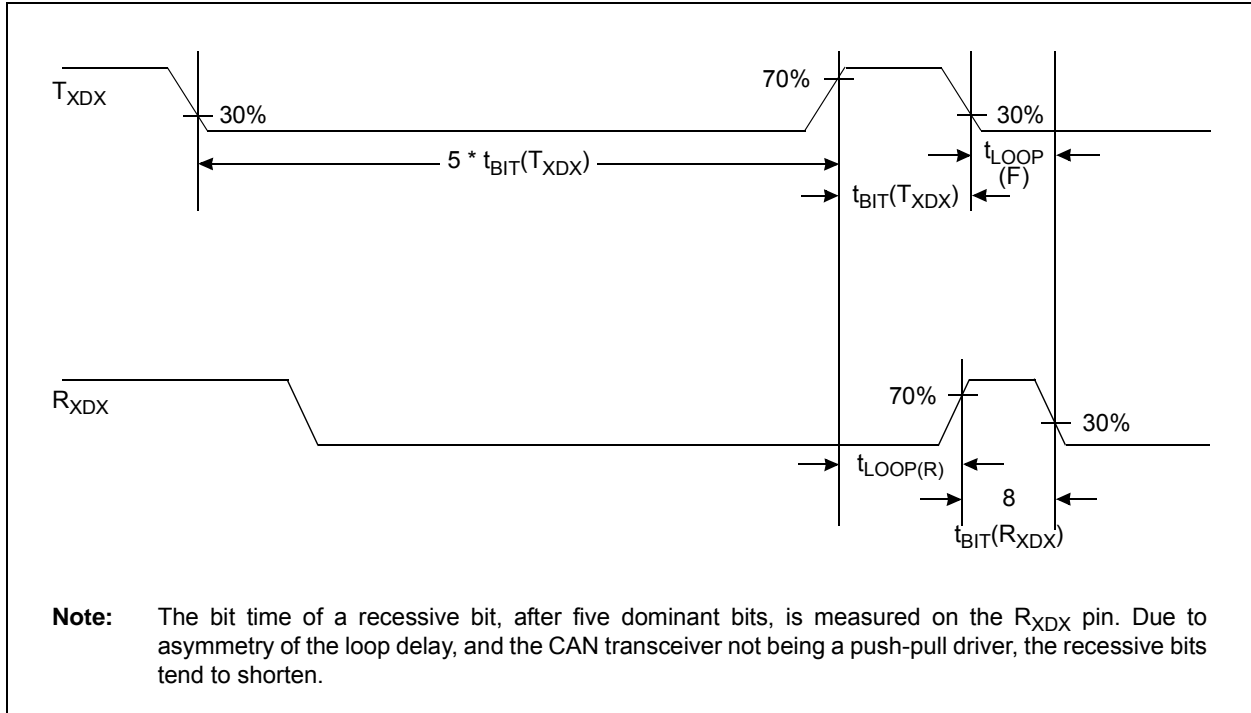 TXDX
30%
70%
30%
5 * tBIT(TXDX)
tLOOP
(F)
tBIT(TXDX)
RXDX
70%
30%
tLOOP(R)
8
tBIT(RXDX)
Note: The bit time of a recessive bit, after five dominant bits, is measured on the RXDX pin. Due to
asymmetry of the loop delay, and the CAN transceiver not being a push-pull driver, the recessive bits
tend to shorten.